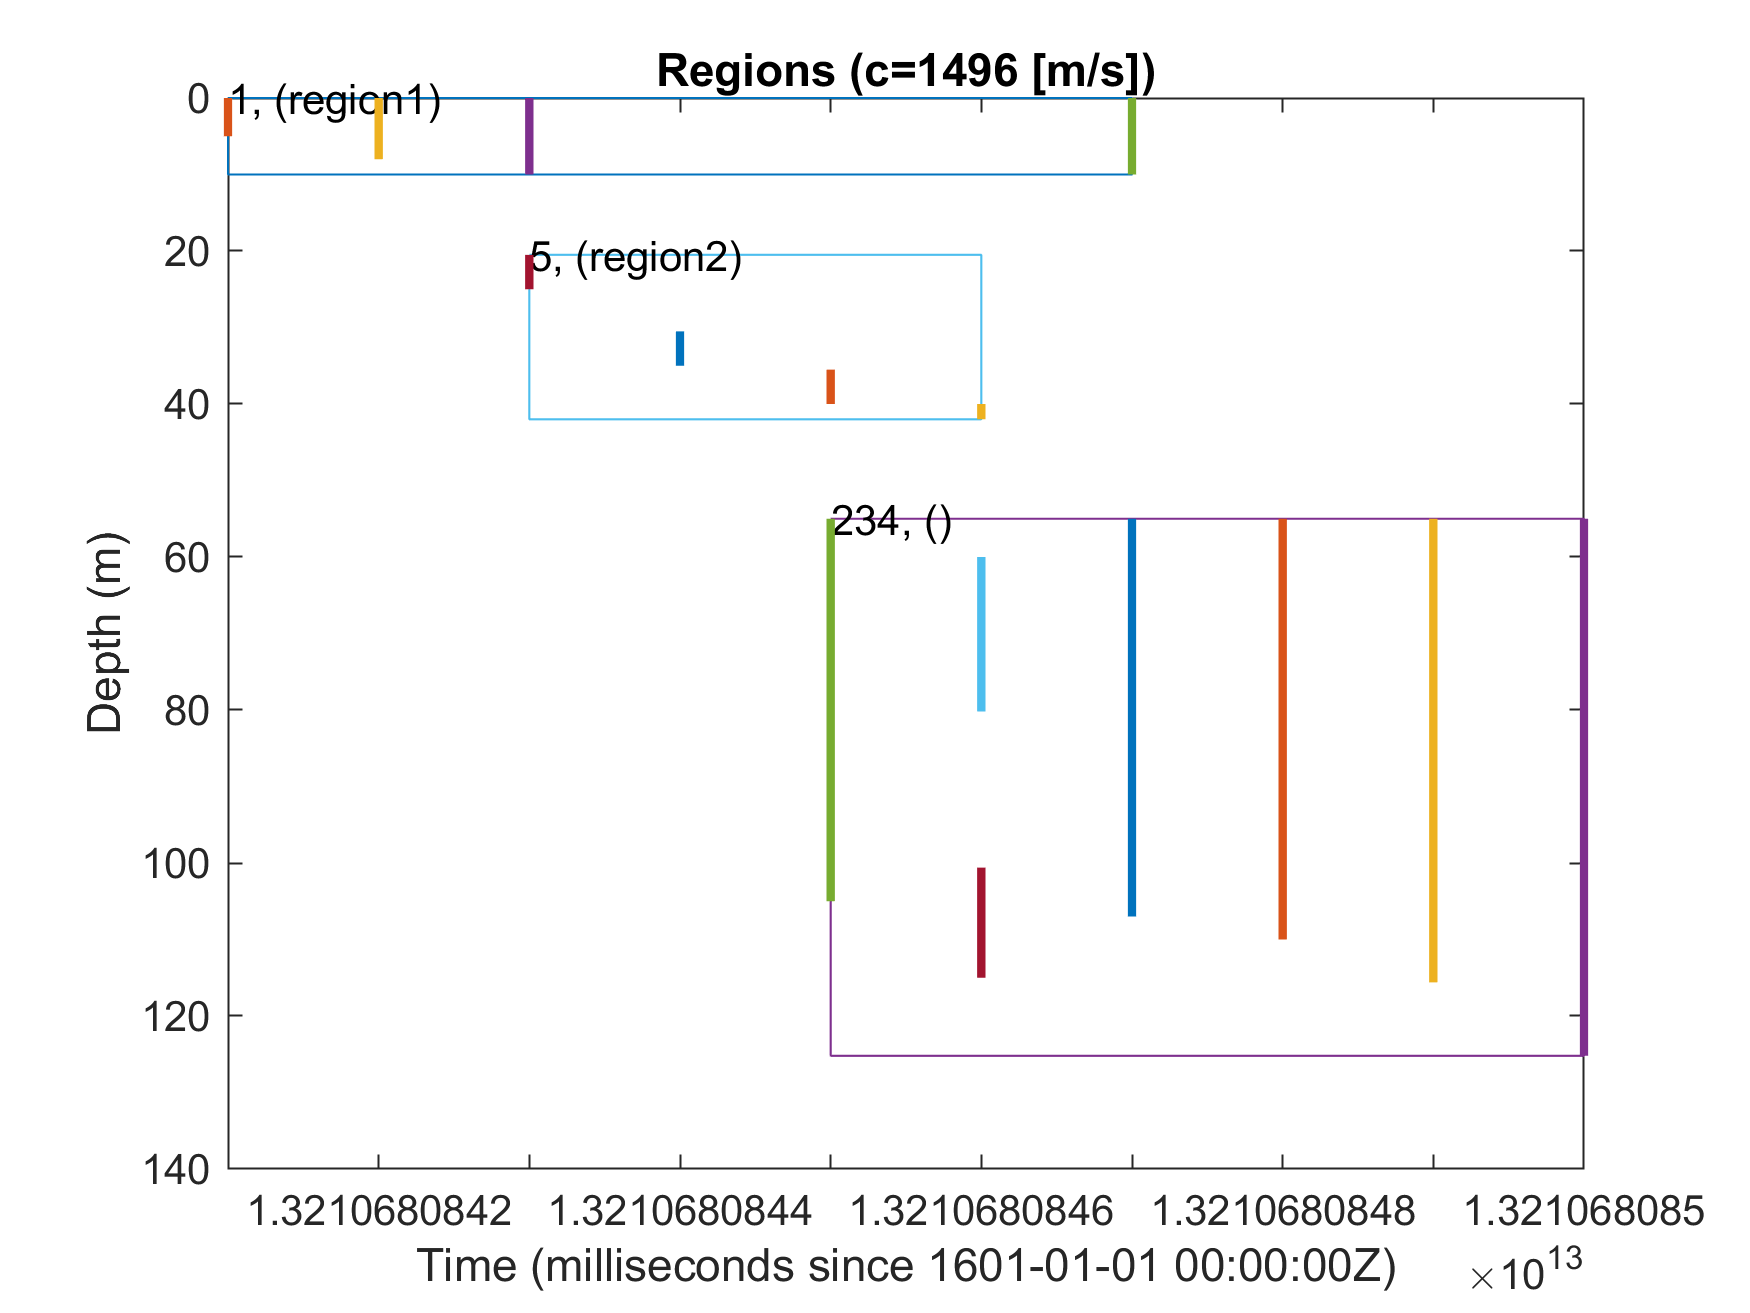 Regions (c=1496 [m/s])
0
1, (region1)
20
5, (region2)
40
234, ()
60
80
100
120
140
Depth (m)
1.3210680842 1.3210680844 1.3210680846 1.3210680848 1.321068085
Time (milliseconds since 1601-01-01 00:00:00Z)
×10¹³